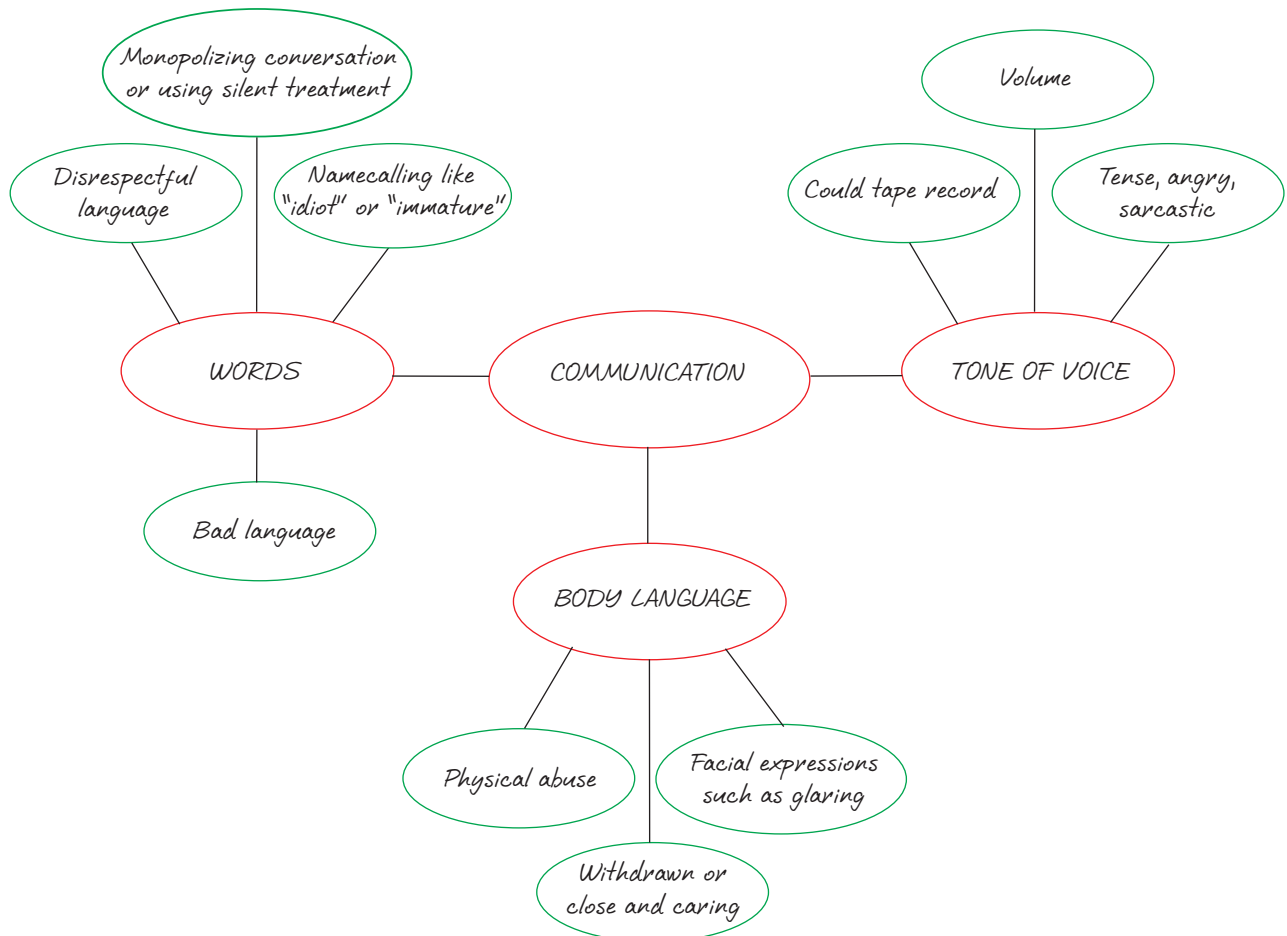 Monopolizing conversation
or using silent treatment
Volume
Disrespectful
language
Namecalling like
"idiot" or "immature"
Could tape record
Tense, angry,
sarcastic
WORDS
COMMUNICATION
TONE OF VOICE
Bad language
BODY LANGUAGE
Physical abuse
Facial expressions
such as glaring
Withdrawn or
close and caring